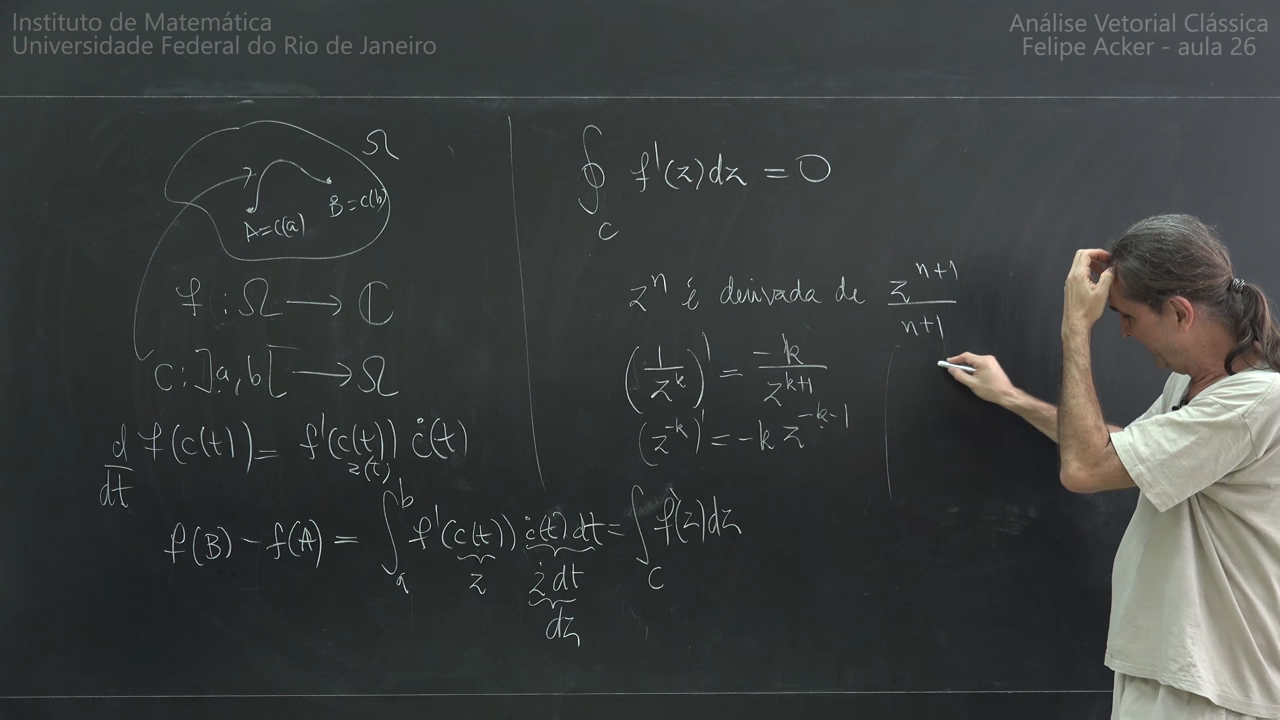 Instituto de Matemática
Universidade Federal do Rio de Janeiro
Análise Vetorial Clássica
Felipe Acker - aula 26
Ω
A=c(a)
B=c(b)
f : Ω → ℂ
c : ]a,b[ → Ω
d/dt f(c(t)) = f'(c(t)) ċ(t)
z(t)
f(B) - f(A) = ∫_a^b f'(c(t)) ċ(t) dt = ∫_C f'(z)dz
z
ż dt
dz
∮_C f'(z)dz = 0
z^n é derivada de z^{n+1}/(n+1)
(1/z^k)' = -k/z^{k+1}
(z^{-k})' = -k z^{-k-1}